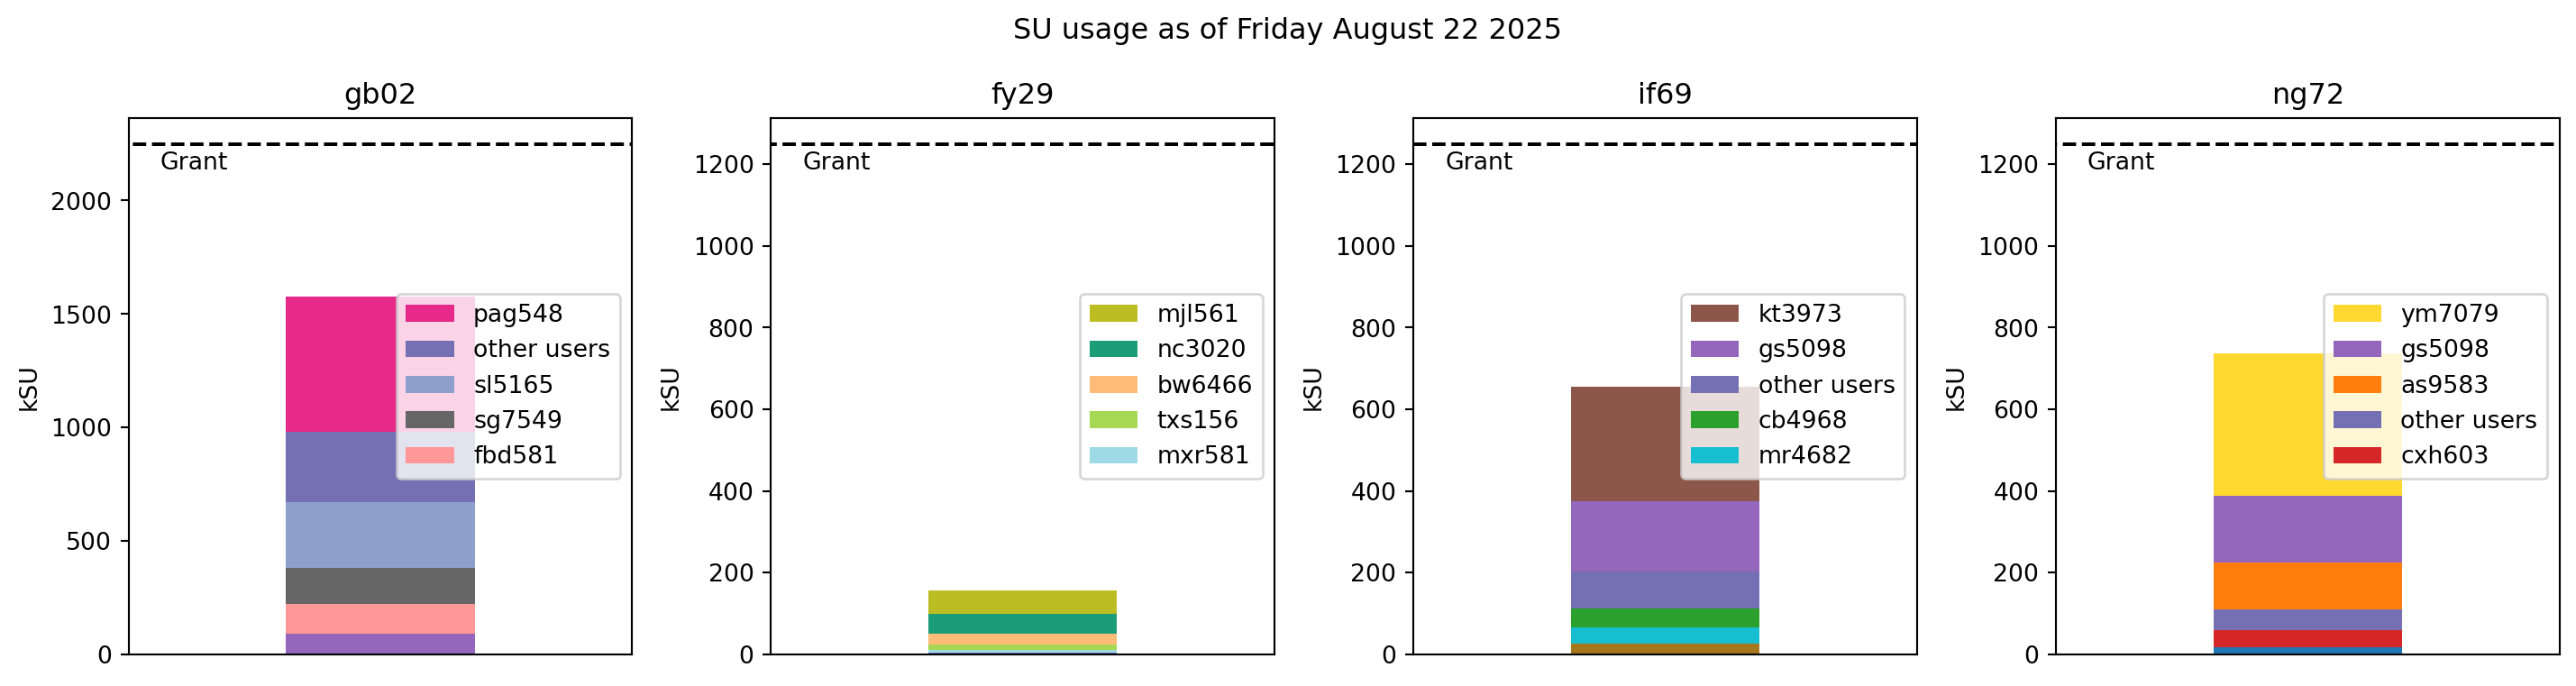 SU usage as of Friday August 22 2025
gb02
kSU
2000
1500
1000
500
0
Grant
pag548
other users
sl5165
sg7549
fbd581
fy29
kSU
1200
1000
800
600
400
200
0
Grant
mjl561
nc3020
bw6466
txs156
mxr581
if69
kSU
1200
1000
800
600
400
200
0
Grant
kt3973
gs5098
other users
cb4968
mr4682
ng72
kSU
1200
1000
800
600
400
200
0
Grant
ym7079
gs5098
as9583
other users
cxh603